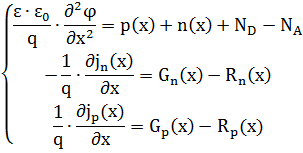 ε · ε₀/q · ∂²φ/∂x² = p(x) + n(x) + N_D − N_A
−1/q · ∂j_n(x)/∂x = G_n(x) − R_n(x)
1/q · ∂j_p(x)/∂x = G_p(x) − R_p(x)